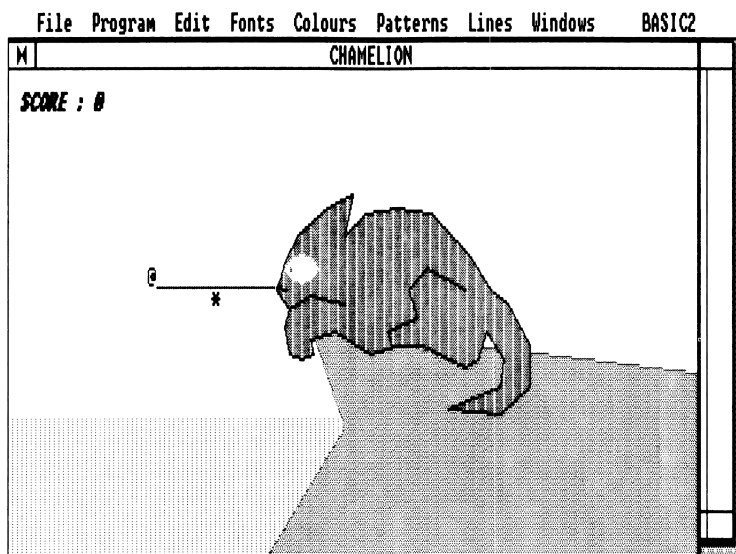 File Program Edit Fonts Colours Patterns Lines Windows BASIC2
CHAMELION
SCORE : 0
@
*